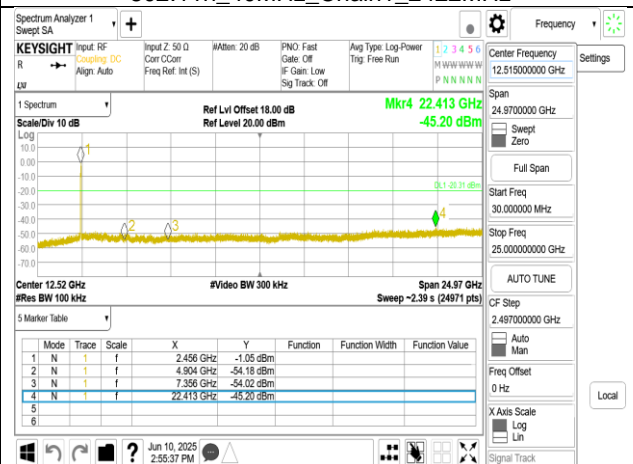 Spectrum Analyzer 1
Swept SA
Frequency
KEYSIGHT
R
LXI
Input: RF
Coupling: DC
Align: Auto
Input Z: 50 Ω
Corr CCorr
Freq Ref: Int (S)
#Atten: 20 dB
PNO: Fast
Gate: Off
IF Gain: Low
Sig Track: Off
Avg Type: Log-Power
Trig: Free Run
1 2 3 4 5 6
M W W W W W
P N N N N N
Center Frequency
12.515000000 GHz
Settings
1 Spectrum
Scale/Div 10 dB
Ref Lvl Offset 18.00 dB
Ref Level 20.00 dBm
Mkr4 22.413 GHz
-45.20 dBm
Span
24.9700000 GHz
Swept
Zero
Full Span
Start Freq
30.000000 MHz
Stop Freq
25.000000000 GHz
AUTO TUNE
CF Step
2.497000000 GHz
Auto
Man
Freq Offset
0 Hz
X Axis Scale
Log
Lin
Signal Track
Local
Log
10.0
0.00
-10.0
-20.0
-30.0
-40.0
-50.0
-60.0
-70.0
1
2
3
4
DL1 -20.31 dBm
Center 12.52 GHz
#Res BW 100 kHz
#Video BW 300 kHz
Span 24.97 GHz
Sweep ~2.39 s (24971 pts)
5 Marker Table
Mode Trace Scale X Y Function Function Width Function Value
1 N 1 f 2.456 GHz -1.05 dBm
2 N 1 f 4.904 GHz -54.18 dBm
3 N 1 f 7.356 GHz -54.02 dBm
4 N 1 f 22.413 GHz -45.20 dBm
5
6
Jun 10, 2025
2:55:37 PM